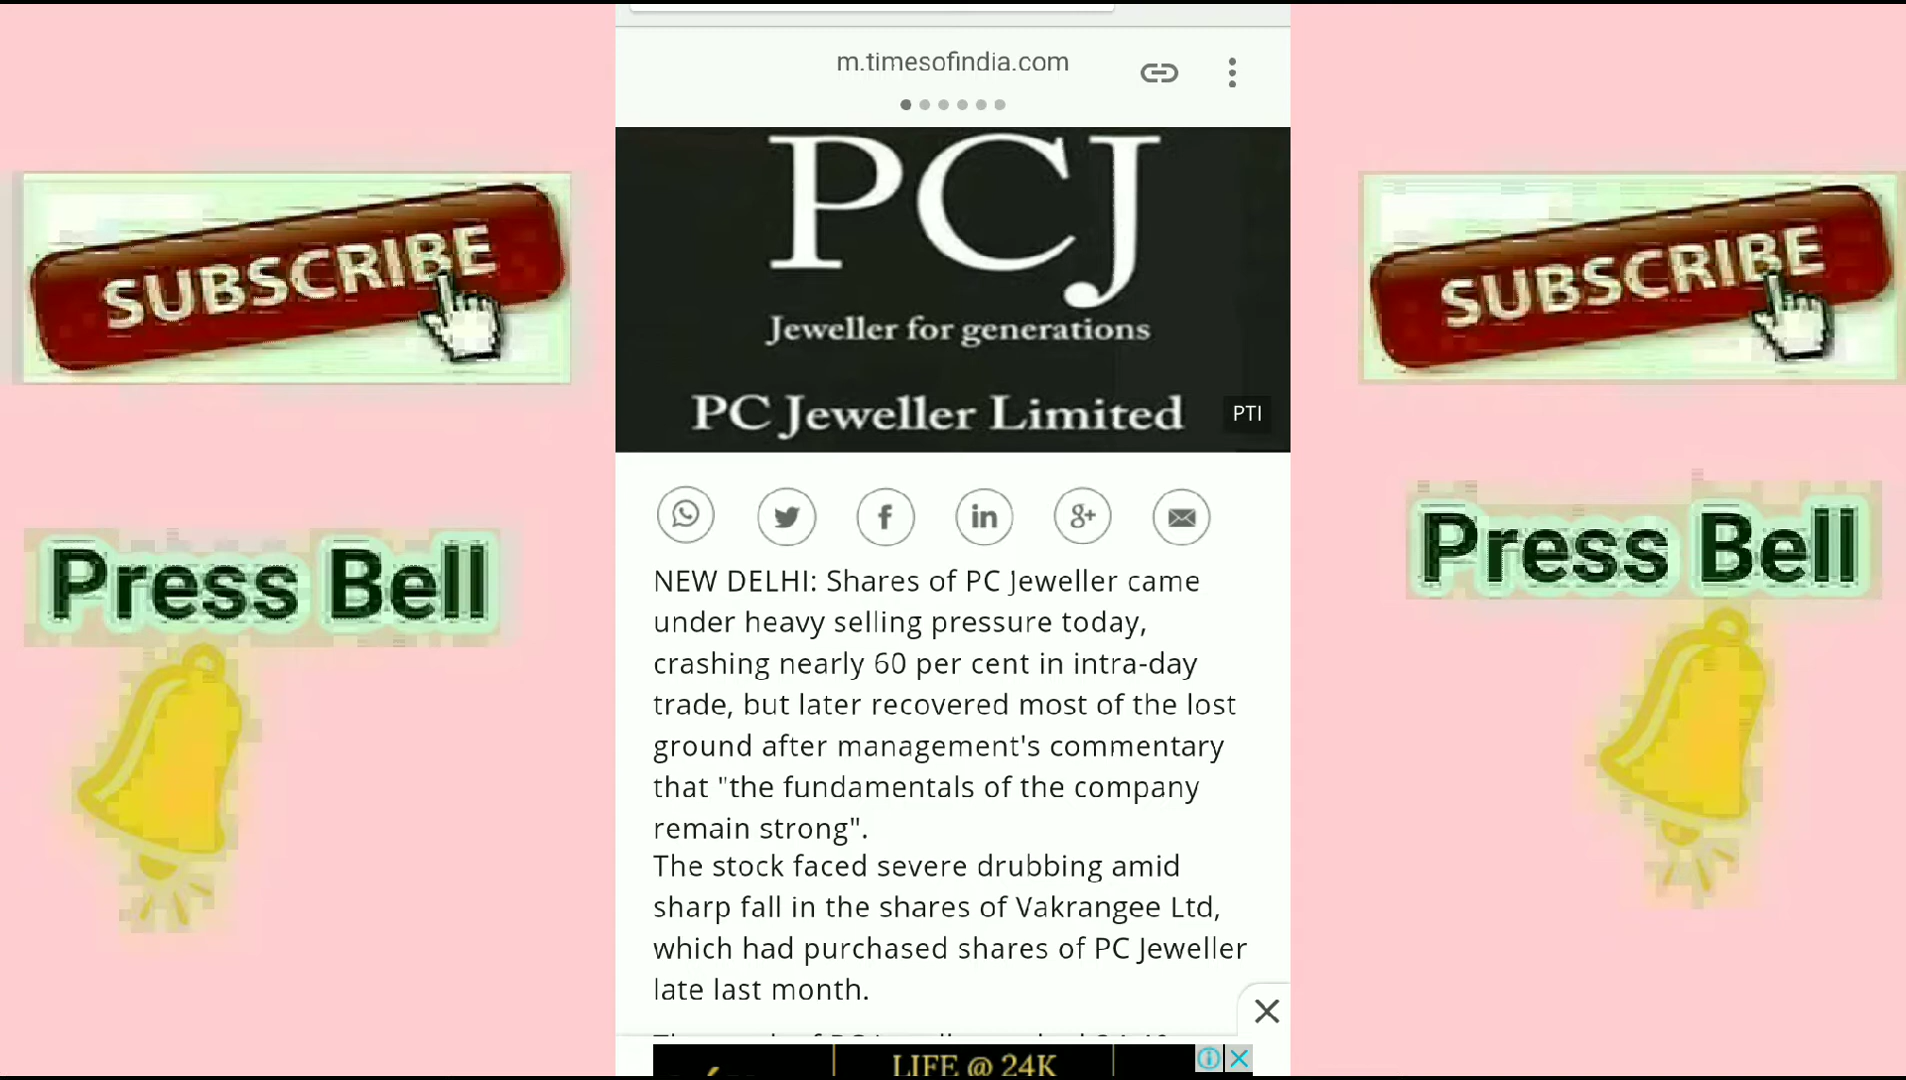 m.timesofindia.com
PCJ
Jeweller for generations
PC Jeweller Limited
PTI
SUBSCRIBE
SUBSCRIBE
Press Bell
Press Bell
NEW DELHI: Shares of PC Jeweller came
under heavy selling pressure today,
crashing nearly 60 per cent in intra-day
trade, but later recovered most of the lost
ground after management's commentary
that "the fundamentals of the company
remain strong".
The stock faced severe drubbing amid
sharp fall in the shares of Vakrangee Ltd,
which had purchased shares of PC Jeweller
late last month.
LIFE @ 24K